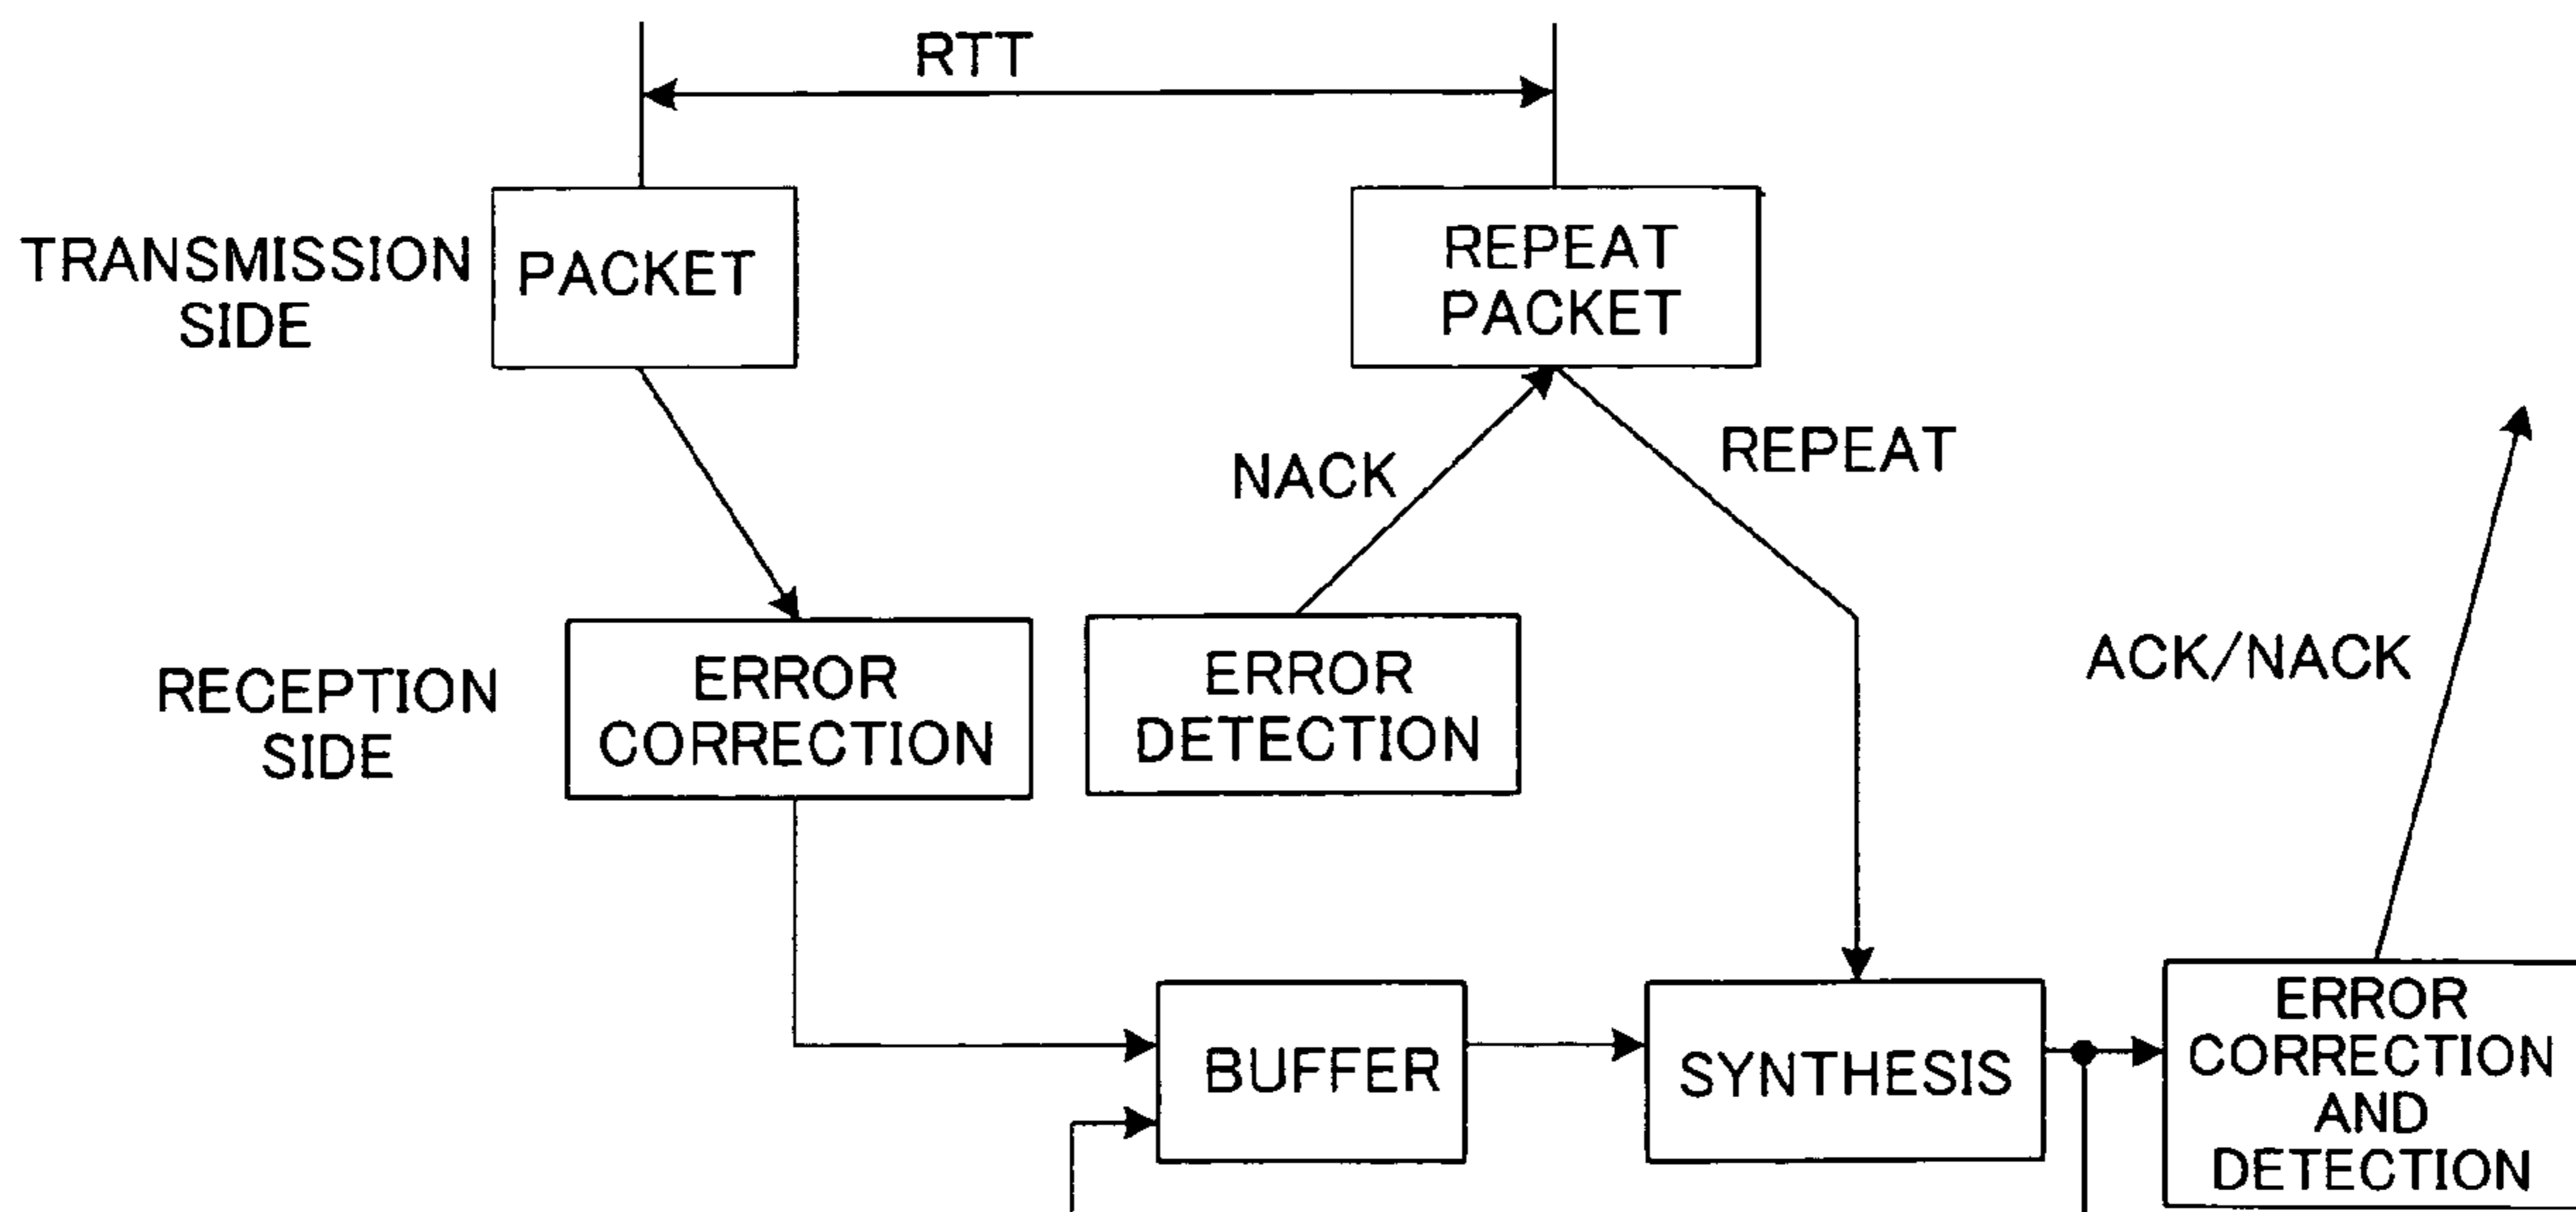 RTT
TRANSMISSION
SIDE
PACKET
REPEAT
PACKET
NACK
REPEAT
RECEPTION
SIDE
ERROR
CORRECTION
ERROR
DETECTION
ACK/NACK
BUFFER
SYNTHESIS
ERROR
CORRECTION
AND
DETECTION